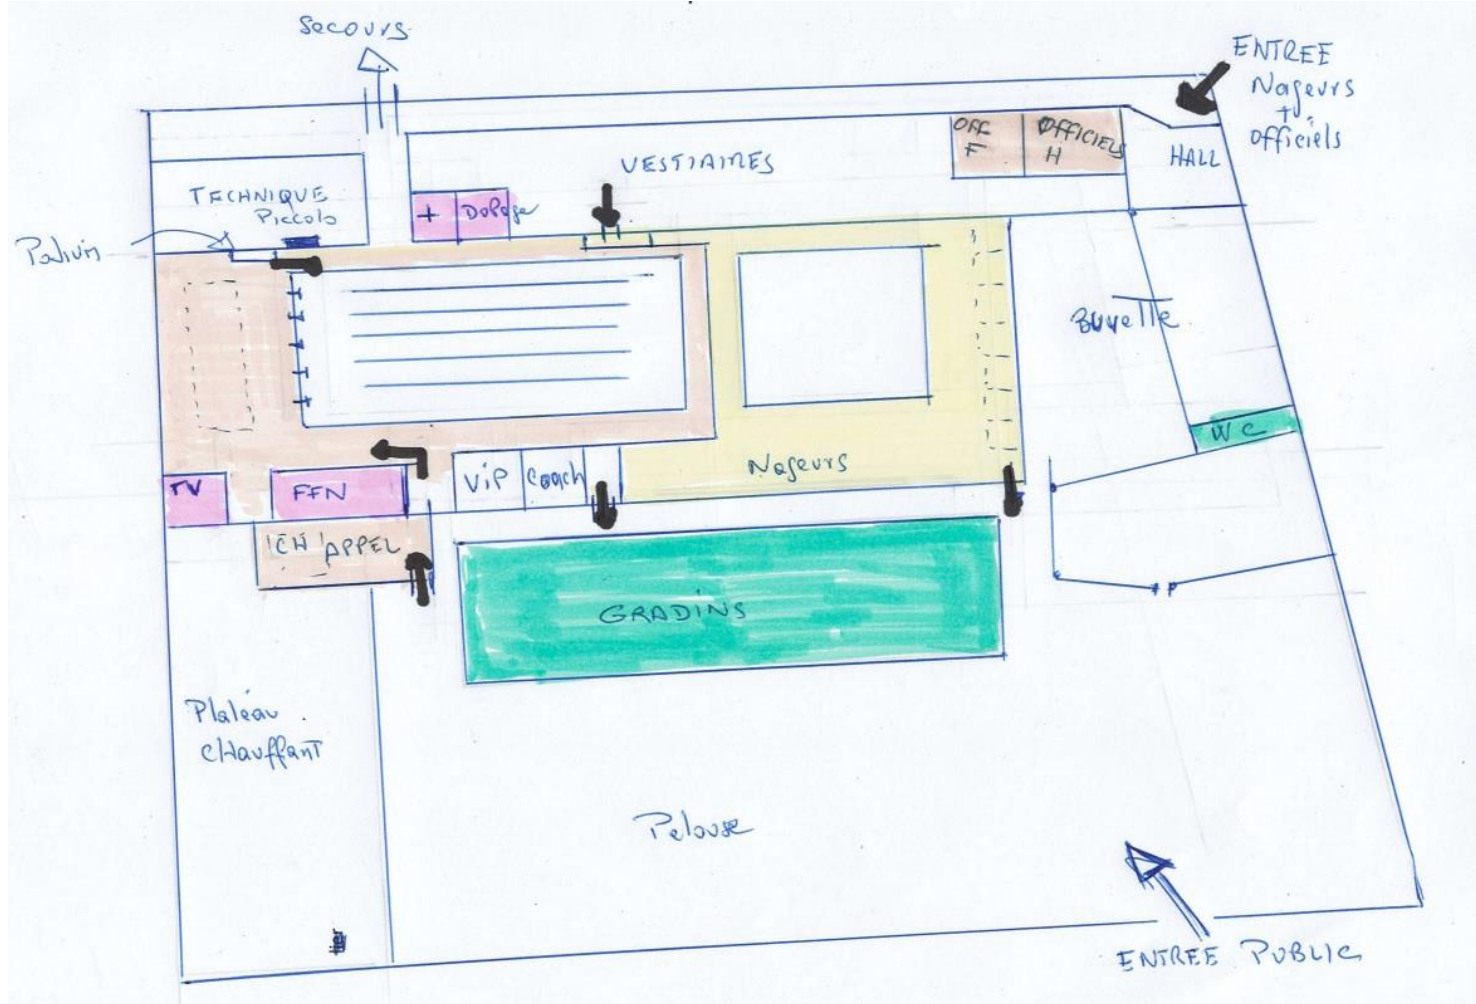 Secours
ENTREE
Nageurs
+
officiels
VESTIAIRES
OFF
F
OFFICIELS
H
HALL
TECHNIQUE
Piccolo
+
Dopage
Podium
Buvette
WC
Nageurs
TV
FFN
ViP
Coach
CH APPEL
GRADINS
Plateau
chauffant
Pelouse
ENTREE PUBLIC